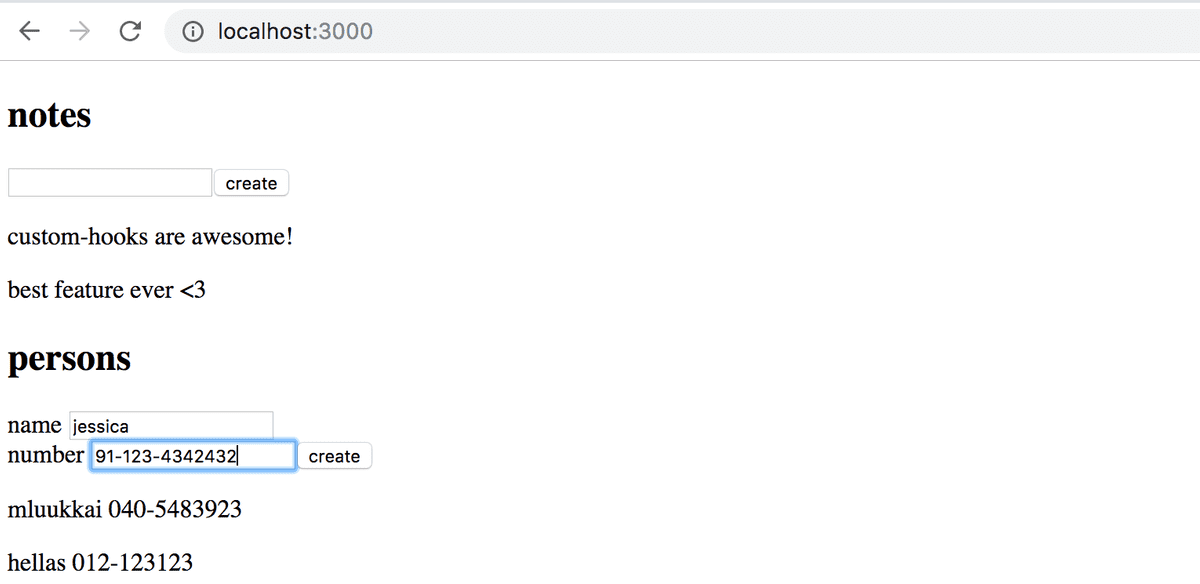 localhost:3000
notes
create
custom-hooks are awesome!
best feature ever <3
persons
name jessica
number 91-123-4342432 create
mluukkai 040-5483923
hellas 012-123123